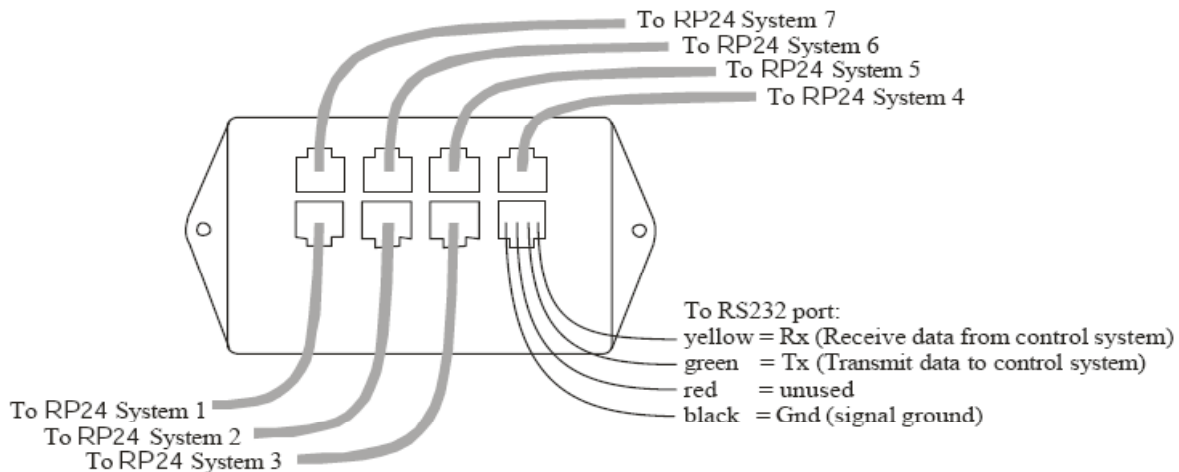 To RP24 System 7
To RP24 System 6
To RP24 System 5
To RP24 System 4
To RS232 port:
yellow = Rx (Receive data from control system)
green = Tx (Transmit data to control system)
red = unused
black = Gnd (signal ground)
To RP24 System 1
To RP24 System 2
To RP24 System 3